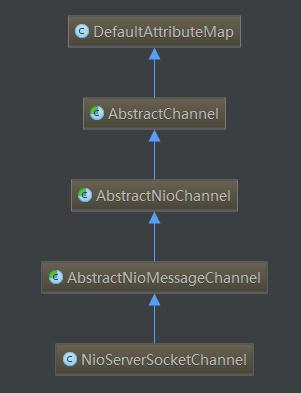 DefaultAttributeMap
AbstractChannel
AbstractNioChannel
AbstractNioMessageChannel
NioServerSocketChannel